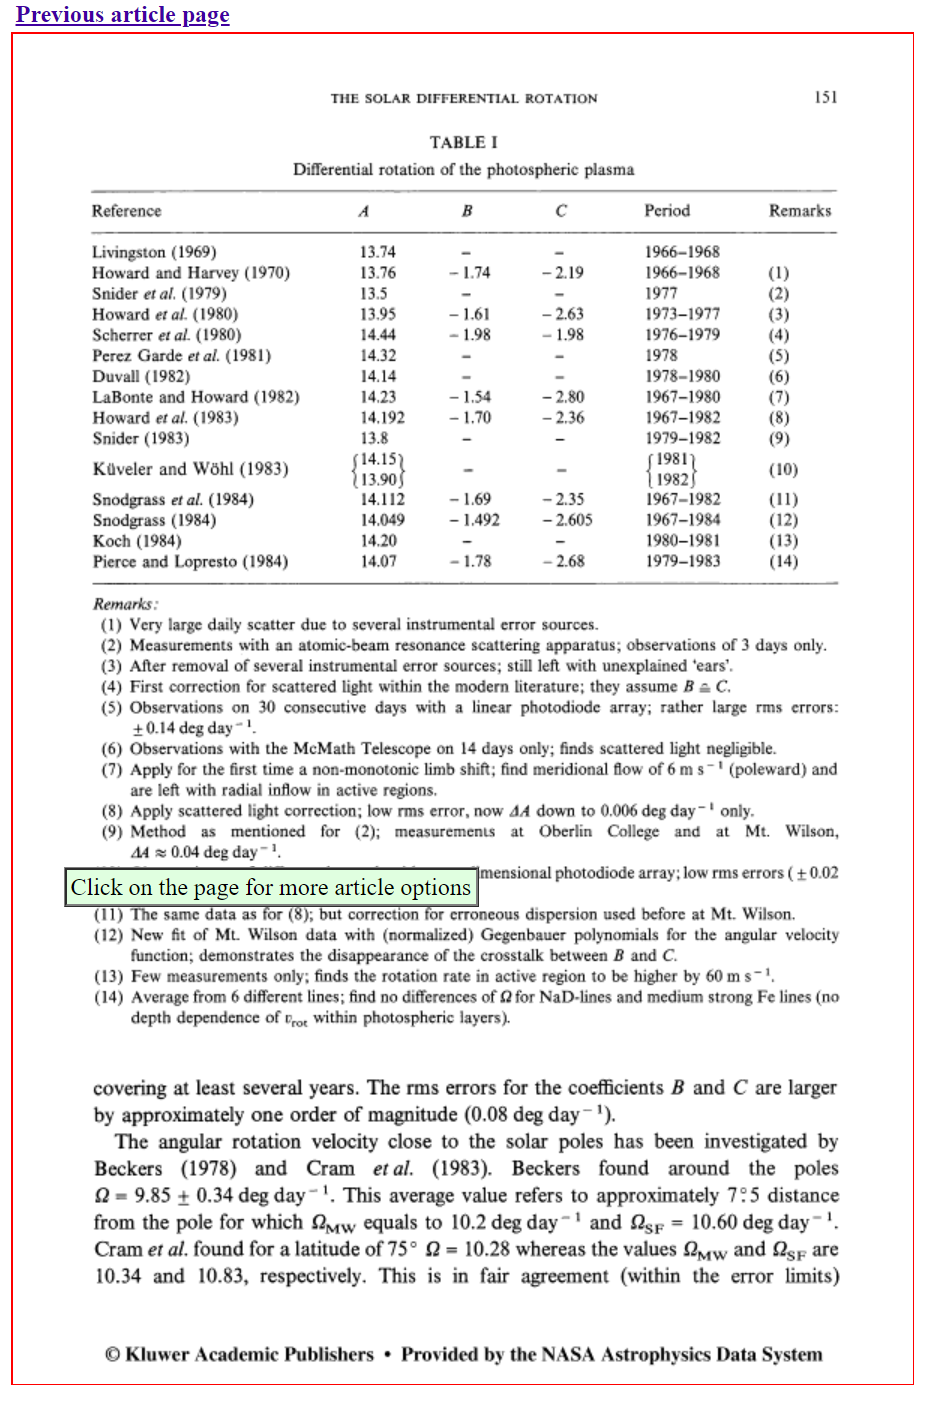 Previous article page
THE SOLAR DIFFERENTIAL ROTATION 151
TABLE I
Differential rotation of the photospheric plasma
Reference A B C Period Remarks
Livingston (1969) 13.74 – – 1966–1968
Howard and Harvey (1970) 13.76 – 1.74 – 2.19 1966–1968 (1)
Snider et al. (1979) 13.5 – – 1977 (2)
Howard et al. (1980) 13.95 – 1.61 – 2.63 1973–1977 (3)
Scherrer et al. (1980) 14.44 – 1.98 – 1.98 1976–1979 (4)
Perez Garde et al. (1981) 14.32 – – 1978 (5)
Duvall (1982) 14.14 – – 1978–1980 (6)
LaBonte and Howard (1982) 14.23 – 1.54 – 2.80 1967–1980 (7)
Howard et al. (1983) 14.192 – 1.70 – 2.36 1967–1982 (8)
Snider (1983) 13.8 – – 1979–1982 (9)
Küveler and Wöhl (1983) {14.15 13.90} – – {1981 1982} (10)
Snodgrass et al. (1984) 14.112 – 1.69 – 2.35 1967–1982 (11)
Snodgrass (1984) 14.049 – 1.492 – 2.605 1967–1984 (12)
Koch (1984) 14.20 – – 1980–1981 (13)
Pierce and Lopresto (1984) 14.07 – 1.78 – 2.68 1979–1983 (14)
Remarks:
(1) Very large daily scatter due to several instrumental error sources.
(2) Measurements with an atomic-beam resonance scattering apparatus; observations of 3 days only.
(3) After removal of several instrumental error sources; still left with unexplained 'ears'.
(4) First correction for scattered light within the modern literature; they assume B ≙ C.
(5) Observations on 30 consecutive days with a linear photodiode array; rather large rms errors:
± 0.14 deg day⁻¹.
(6) Observations with the McMath Telescope on 14 days only; finds scattered light negligible.
(7) Apply for the first time a non-monotonic limb shift; find meridional flow of 6 m s⁻¹ (poleward) and
are left with radial inflow in active regions.
(8) Apply scattered light correction; low rms error, now ΔA down to 0.006 deg day⁻¹ only.
(9) Method as mentioned for (2); measurements at Oberlin College and at Mt. Wilson,
ΔA ≈ 0.04 deg day⁻¹.
Click on the page for more article options mensional photodiode array; low rms errors (± 0.02
(11) The same data as for (8); but correction for erroneous dispersion used before at Mt. Wilson.
(12) New fit of Mt. Wilson data with (normalized) Gegenbauer polynomials for the angular velocity
function; demonstrates the disappearance of the crosstalk between B and C.
(13) Few measurements only; finds the rotation rate in active region to be higher by 60 m s⁻¹.
(14) Average from 6 different lines; find no differences of Ω for NaD-lines and medium strong Fe lines (no
depth dependence of v_rot within photospheric layers).
covering at least several years. The rms errors for the coefficients B and C are larger
by approximately one order of magnitude (0.08 deg day⁻¹).
The angular rotation velocity close to the solar poles has been investigated by
Beckers (1978) and Cram et al. (1983). Beckers found around the poles
Ω = 9.85 ± 0.34 deg day⁻¹. This average value refers to approximately 7°.5 distance
from the pole for which Ω_MW equals to 10.2 deg day⁻¹ and Ω_SF = 10.60 deg day⁻¹.
Cram et al. found for a latitude of 75° Ω = 10.28 whereas the values Ω_MW and Ω_SF are
10.34 and 10.83, respectively. This is in fair agreement (within the error limits)
© Kluwer Academic Publishers • Provided by the NASA Astrophysics Data System